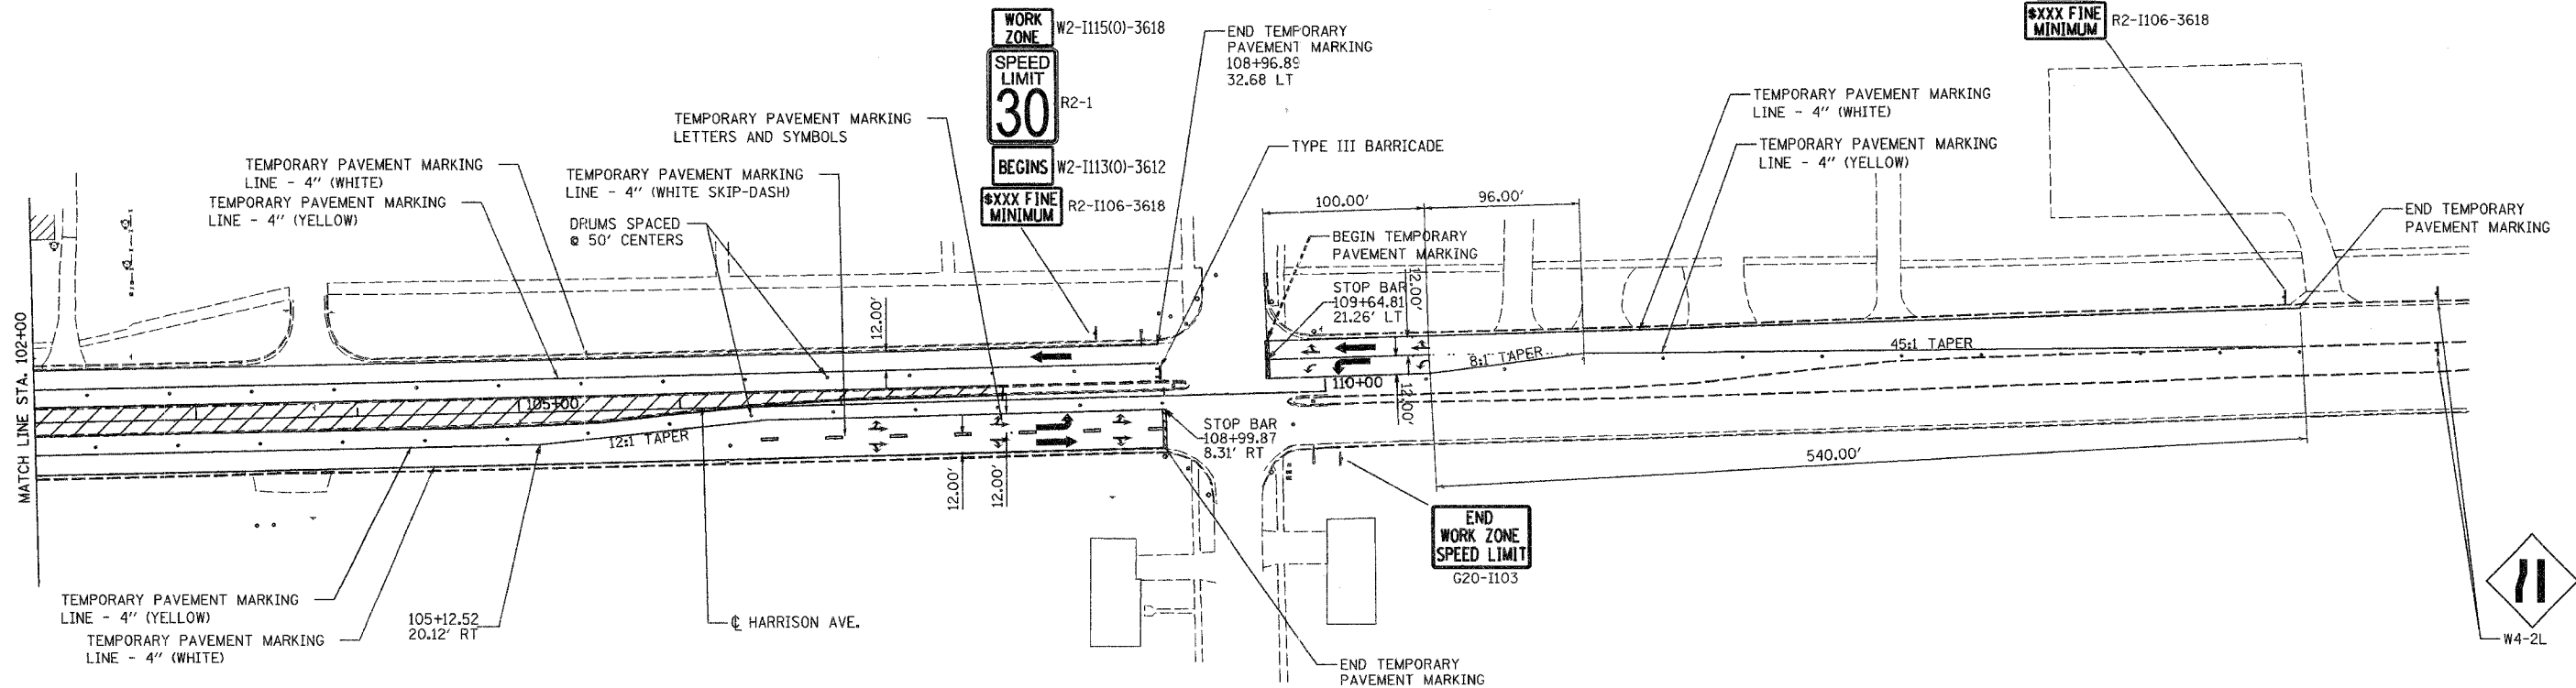 WORK
ZONE
W2-I115(O)-3618
SPEED
LIMIT
30
R2-1
BEGINS
W2-I113(O)-3612
$XXX FINE
MINIMUM
R2-I106-3618
END TEMPORARY
PAVEMENT MARKING
108+96.89
32.68 LT
$XXX FINE
MINIMUM
R2-I106-3618
TEMPORARY PAVEMENT MARKING
LETTERS AND SYMBOLS
TYPE III BARRICADE
TEMPORARY PAVEMENT MARKING
LINE - 4" (WHITE)
TEMPORARY PAVEMENT MARKING
LINE - 4" (YELLOW)
TEMPORARY PAVEMENT MARKING
LINE - 4" (WHITE)
TEMPORARY PAVEMENT MARKING
LINE - 4" (YELLOW)
TEMPORARY PAVEMENT MARKING
LINE - 4" (WHITE SKIP-DASH)
DRUMS SPACED
@ 50' CENTERS
100.00'
96.00'
BEGIN TEMPORARY
PAVEMENT MARKING
STOP BAR
109+64.81
21.26' LT
12.00'
END TEMPORARY
PAVEMENT MARKING
MATCH LINE STA. 102+00
12.00'
105+00
12:1 TAPER
8:1 TAPER
45:1 TAPER
110+00
12.00'
STOP BAR
108+99.87
8.31' RT
12.00'
12.00'
540.00'
END
WORK ZONE
SPEED LIMIT
G20-I103
TEMPORARY PAVEMENT MARKING
LINE - 4" (YELLOW)
TEMPORARY PAVEMENT MARKING
LINE - 4" (WHITE)
105+12.52
20.12' RT
℄ HARRISON AVE.
END TEMPORARY
PAVEMENT MARKING
W4-2L